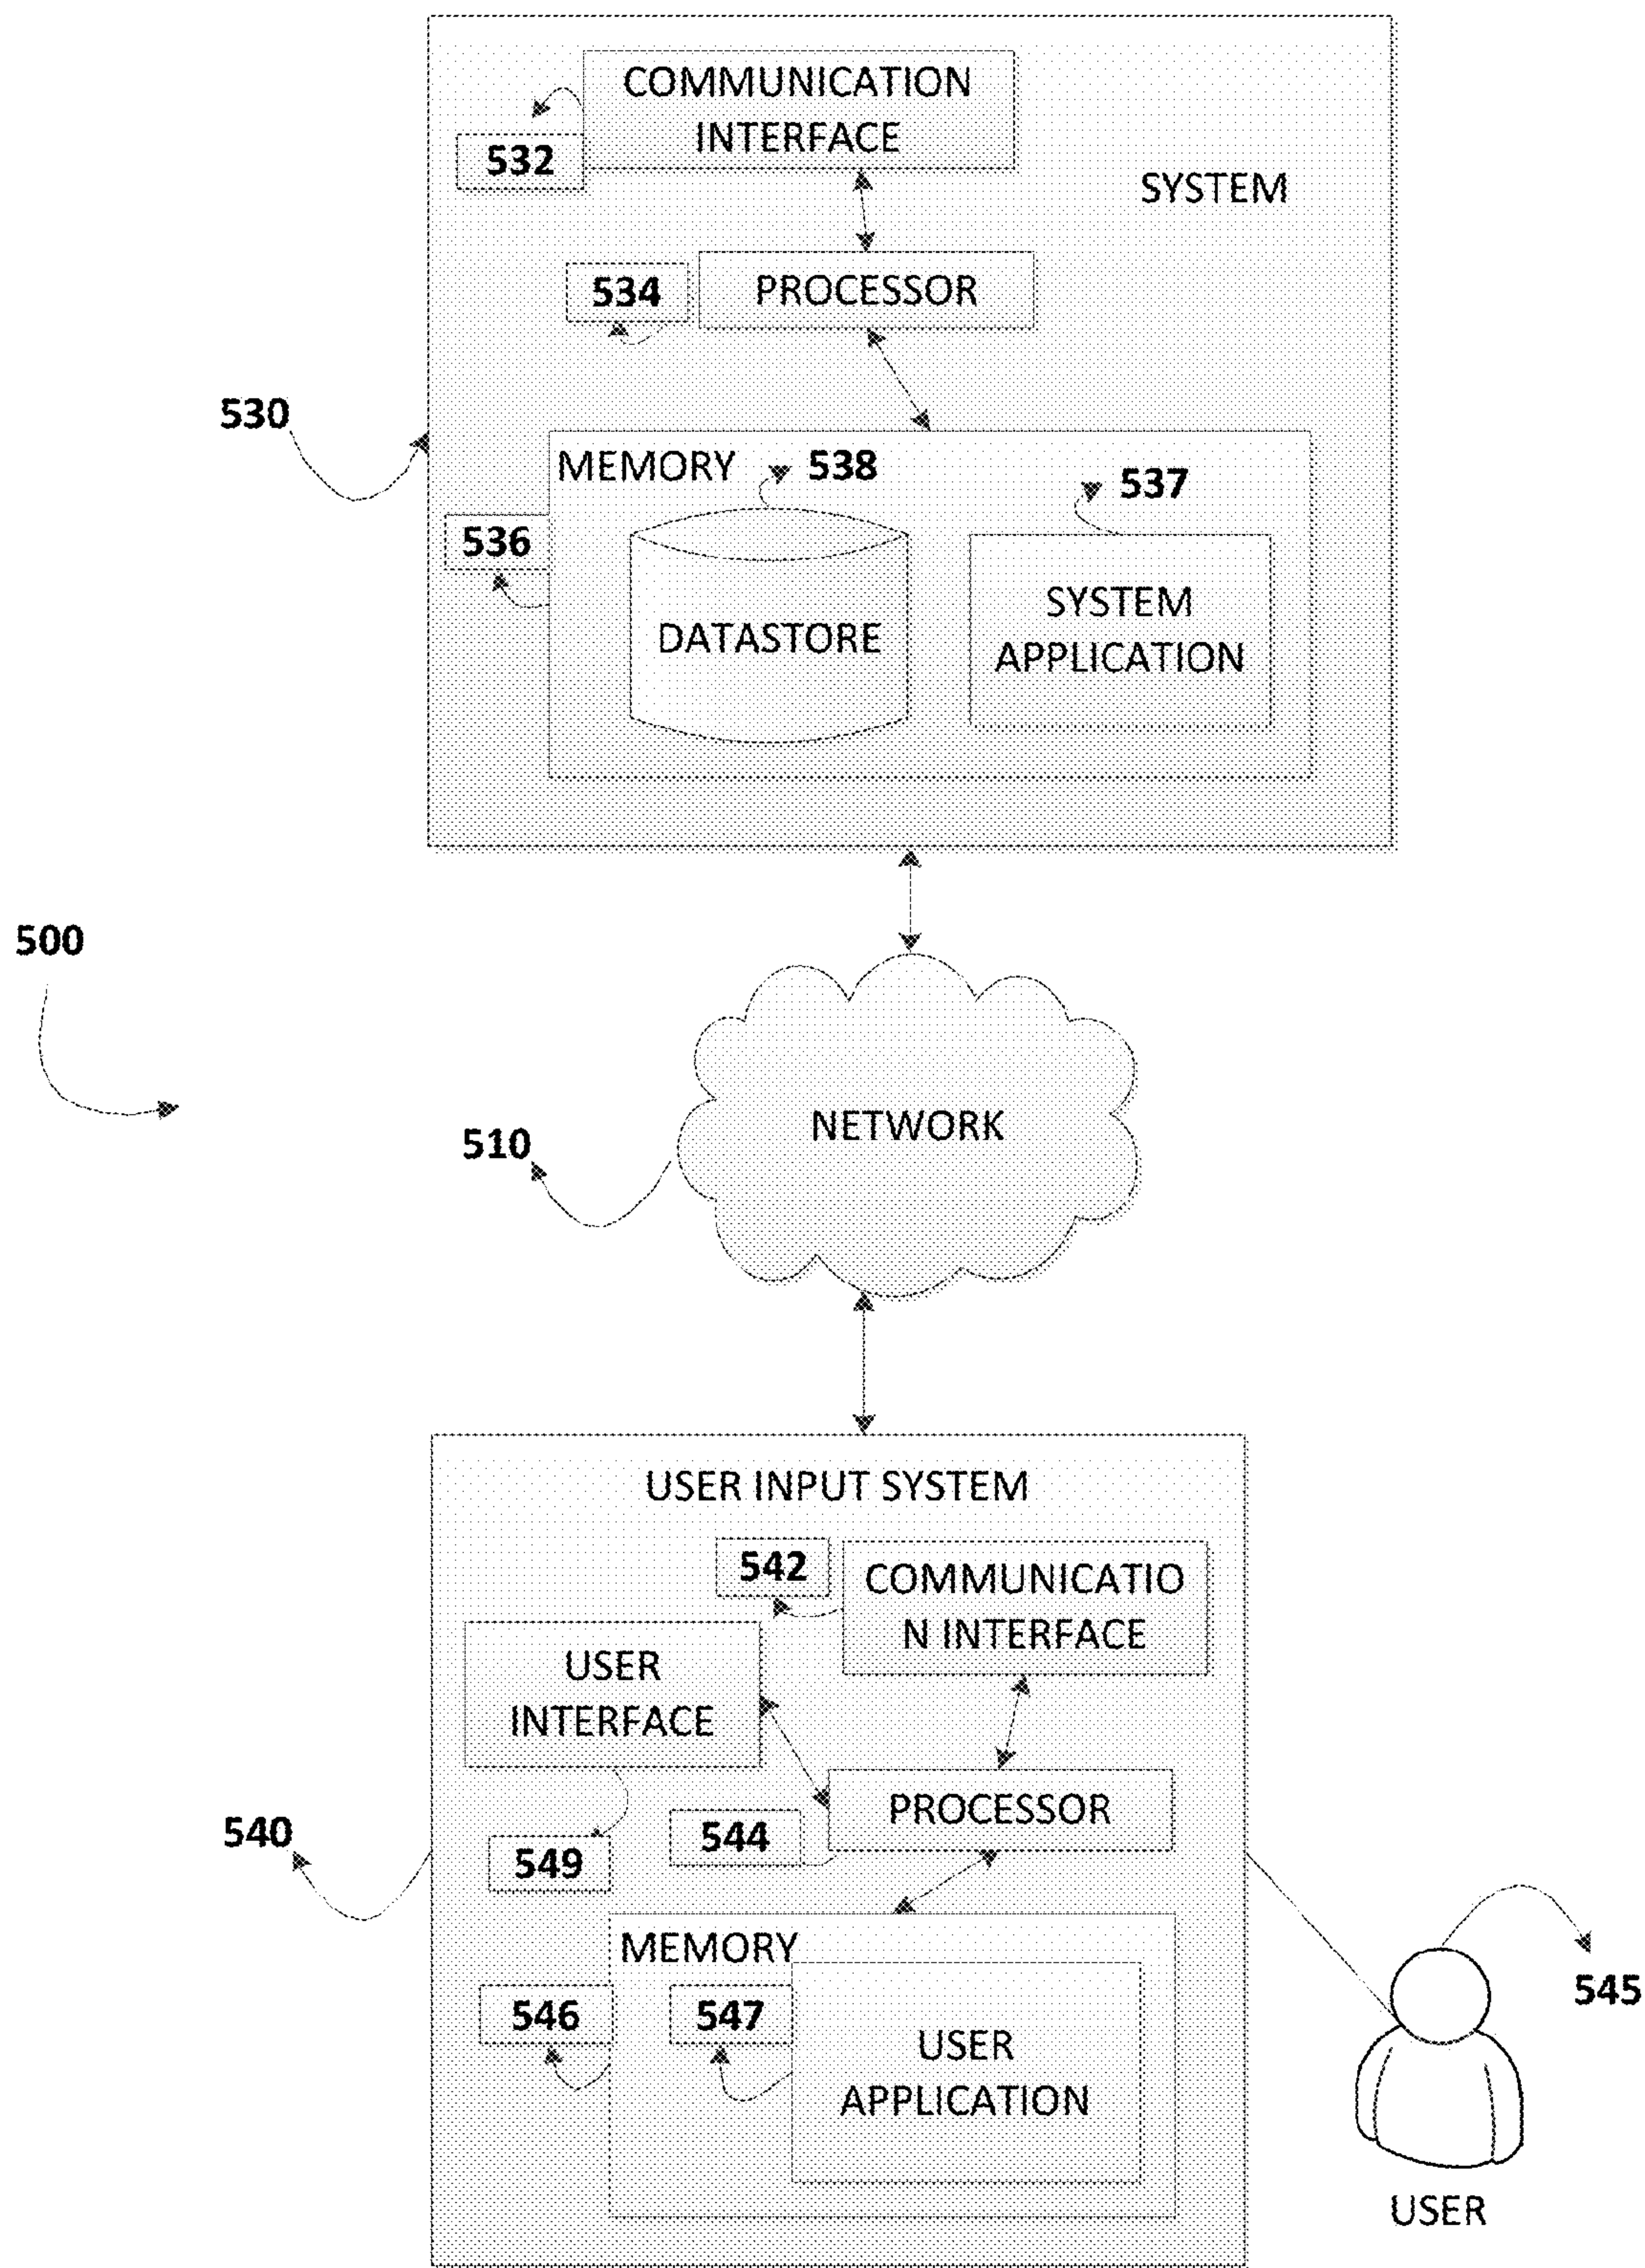 COMMUNICATION
INTERFACE
532
SYSTEM
534
PROCESSOR
530
MEMORY
538
537
536
DATASTORE
SYSTEM
APPLICATION
500
NETWORK
510
USER INPUT SYSTEM
542
COMMUNICATIO
N INTERFACE
USER
INTERFACE
PROCESSOR
540
544
549
MEMORY
546
547
USER
APPLICATION
545
USER